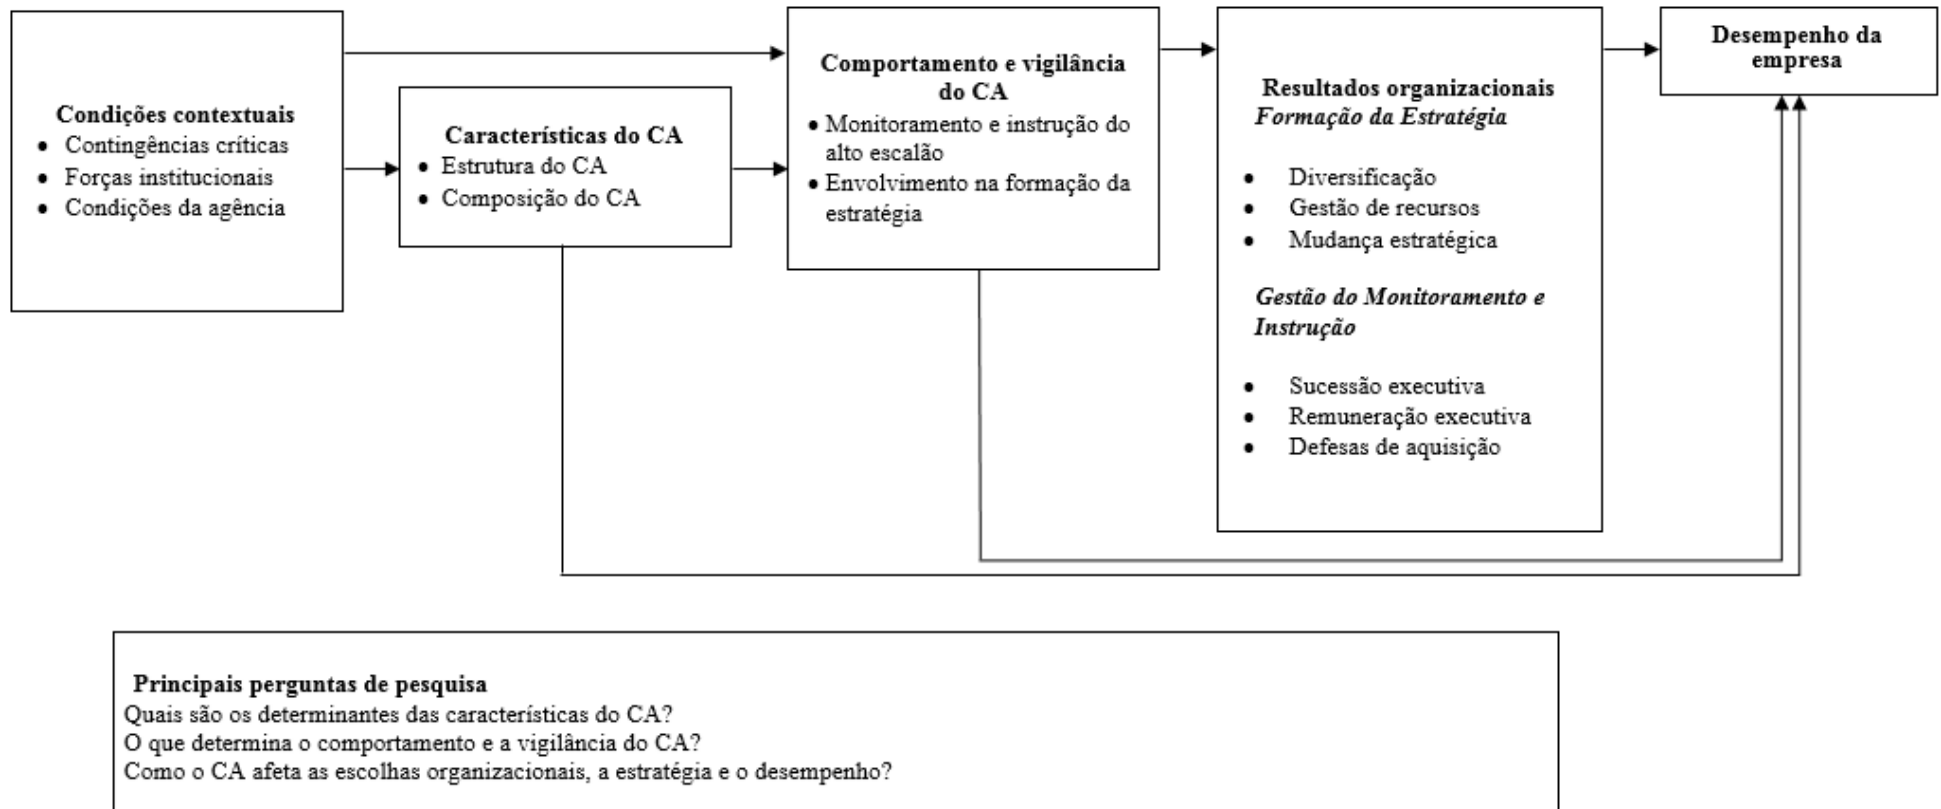 Condições contextuais
• Contingências críticas
• Forças institucionais
• Condições da agência
Características do CA
• Estrutura do CA
• Composição do CA
Comportamento e vigilância
do CA
• Monitoramento e instrução do
alto escalão
• Envolvimento na formação da
estratégia
Resultados organizacionais
Formação da Estratégia
• Diversificação
• Gestão de recursos
• Mudança estratégica
Gestão do Monitoramento e
Instrução
• Sucessão executiva
• Remuneração executiva
• Defesas de aquisição
Desempenho da
empresa
Principais perguntas de pesquisa
Quais são os determinantes das características do CA?
O que determina o comportamento e a vigilância do CA?
Como o CA afeta as escolhas organizacionais, a estratégia e o desempenho?